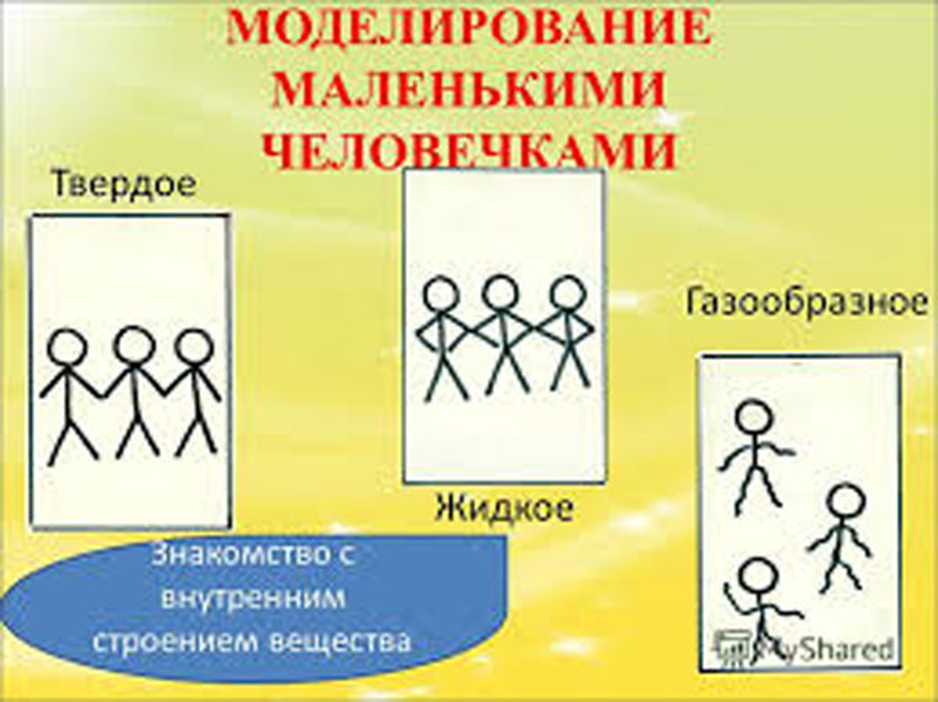 МОДЕЛИРОВАНИЕ
МАЛЕНЬКИМИ
ЧЕЛОВЕЧКАМИ
Твердое
Газообразное
Жидкое
Знакомство с
внутренним
строением вещества
MyShared